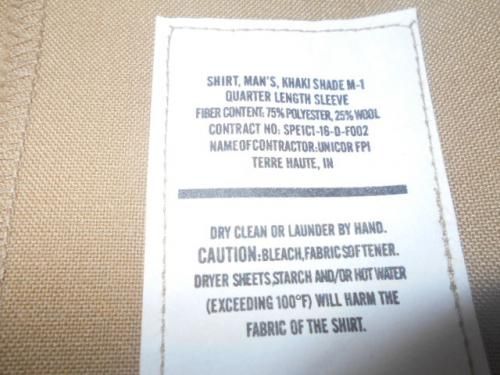 SHIRT, MAN'S, KHAKI SHADE M-1
QUARTER LENGTH SLEEVE
FIBER CONTENT: 75% POLYESTER, 25% WOOL
CONTRACT NO: SPE1C1-16-D-F002
NAME OF CONTRACTOR: UNICOR FPI
TERRE HAUTE, IN
DRY CLEAN OR LAUNDER BY HAND.
CAUTION: BLEACH, FABRIC SOFTENER.
DRYER SHEETS, STARCH AND/OR HOT WATER
(EXCEEDING 100°F) WILL HARM THE
FABRIC OF THE SHIRT.